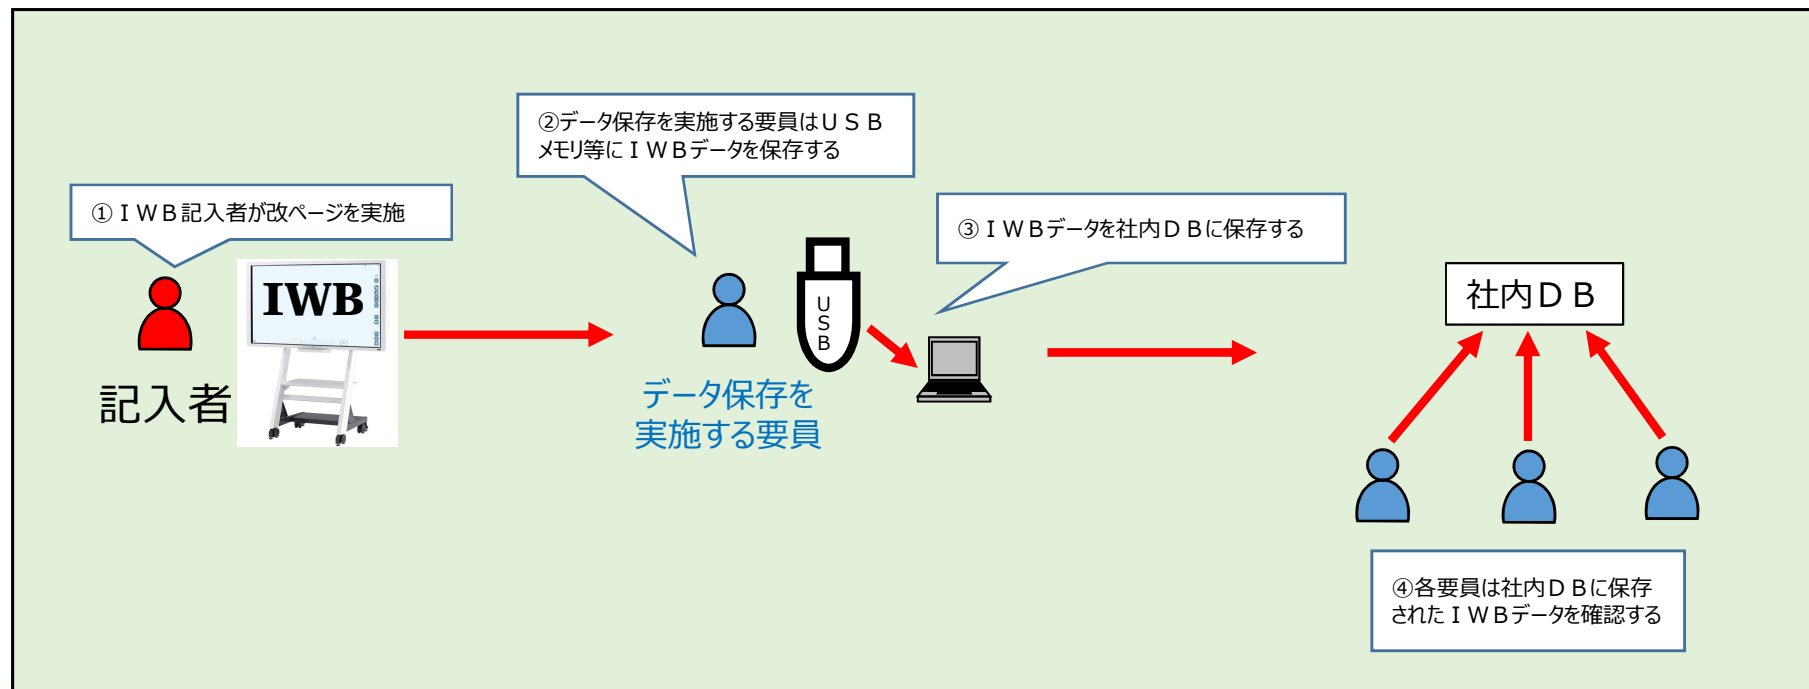 ②データ保存を実施する要員はＵＳＢ
メモリ等にＩＷＢデータを保存する
①ＩＷＢ記入者が改ページを実施
③ＩＷＢデータを社内ＤＢに保存する
IWB
記入者
USB
データ保存を
実施する要員
社内ＤＢ
④各要員は社内ＤＢに保存
されたＩＷＢデータを確認する